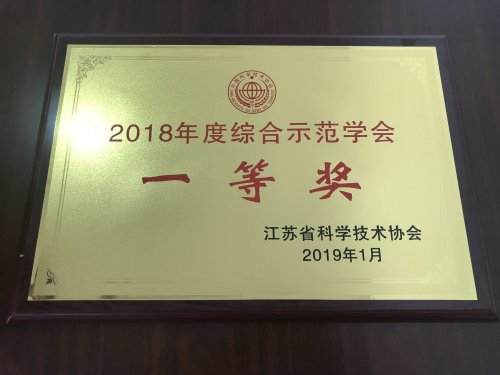 2018年度综合示范学会
一等奖
江苏省科学技术协会
2019年1月